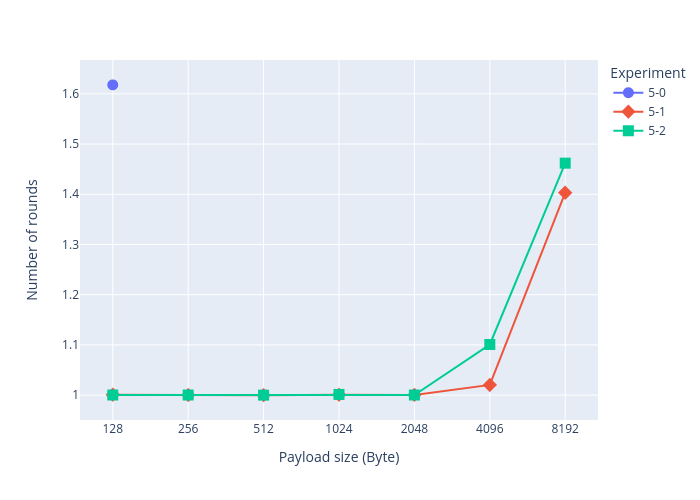 Experiment
5-0
5-1
5-2
Number of rounds
1.6
1.5
1.4
1.3
1.2
1.1
1
128 256 512 1024 2048 4096 8192
Payload size (Byte)